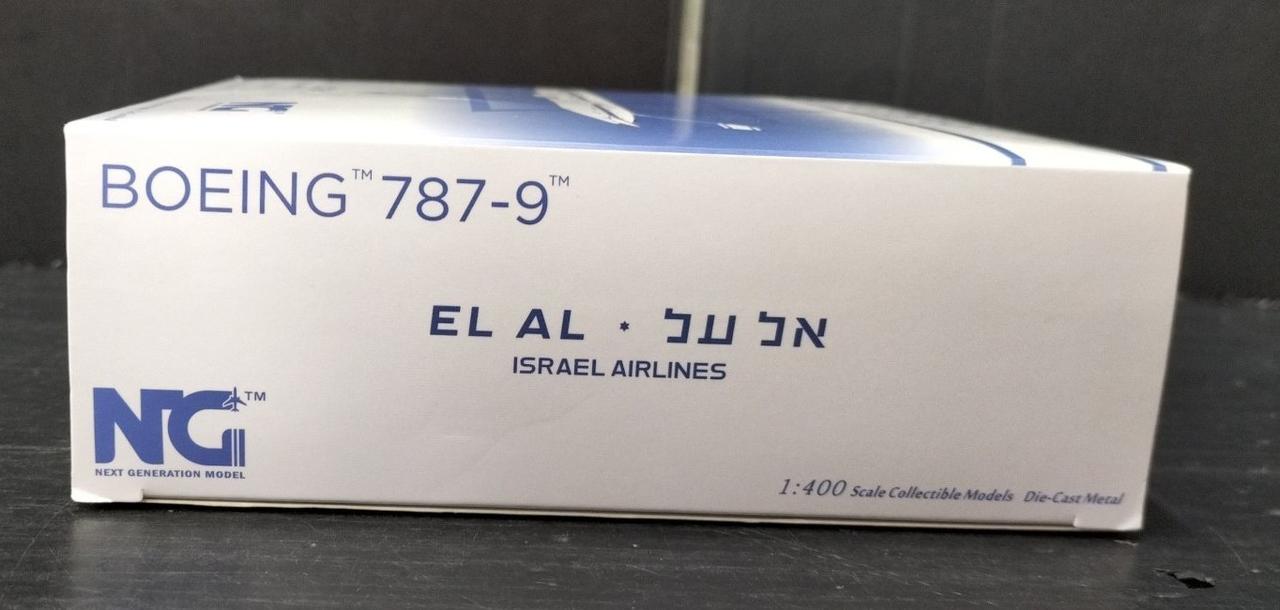 BOEING™ 787-9™
EL AL ✶ אל על
ISRAEL AIRLINES
NG™
NEXT GENERATION MODEL
1:400 Scale Collectible Models Die-Cast Metal